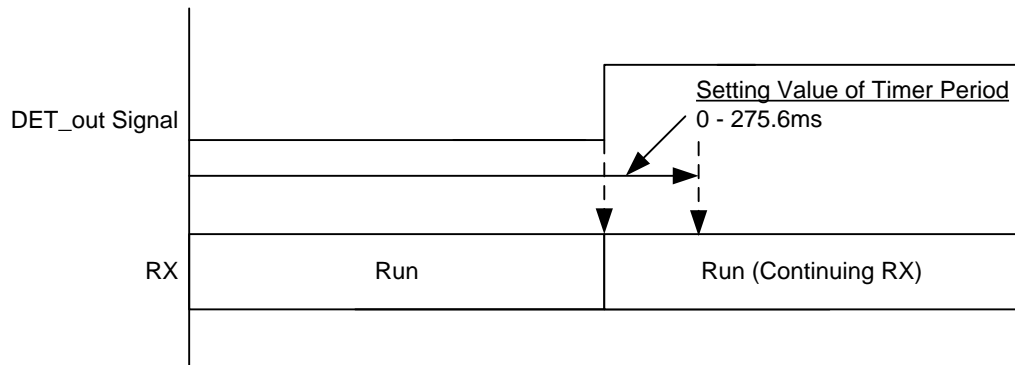 Setting Value of Timer Period
DET_out Signal
0 - 275.6ms
RX
Run
Run (Continuing RX)